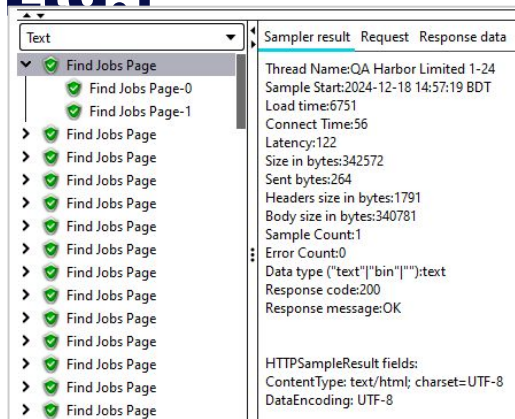 Text
Find Jobs Page
Find Jobs Page-0
Find Jobs Page-1
Find Jobs Page
Find Jobs Page
Find Jobs Page
Find Jobs Page
Find Jobs Page
Find Jobs Page
Find Jobs Page
Find Jobs Page
Find Jobs Page
Find Jobs Page
Find Jobs Page
Find Jobs Page
Find Jobs Page
Sampler result Request Response data
Thread Name:QA Harbor Limited 1-24
Sample Start:2024-12-18 14:57:19 BDT
Load time:6751
Connect Time:56
Latency:122
Size in bytes:342572
Sent bytes:264
Headers size in bytes:1791
Body size in bytes:340781
Sample Count:1
Error Count:0
Data type ("text"|"bin"|""):text
Response code:200
Response message:OK
HTTPSampleResult fields:
ContentType: text/html; charset=UTF-8
DataEncoding: UTF-8